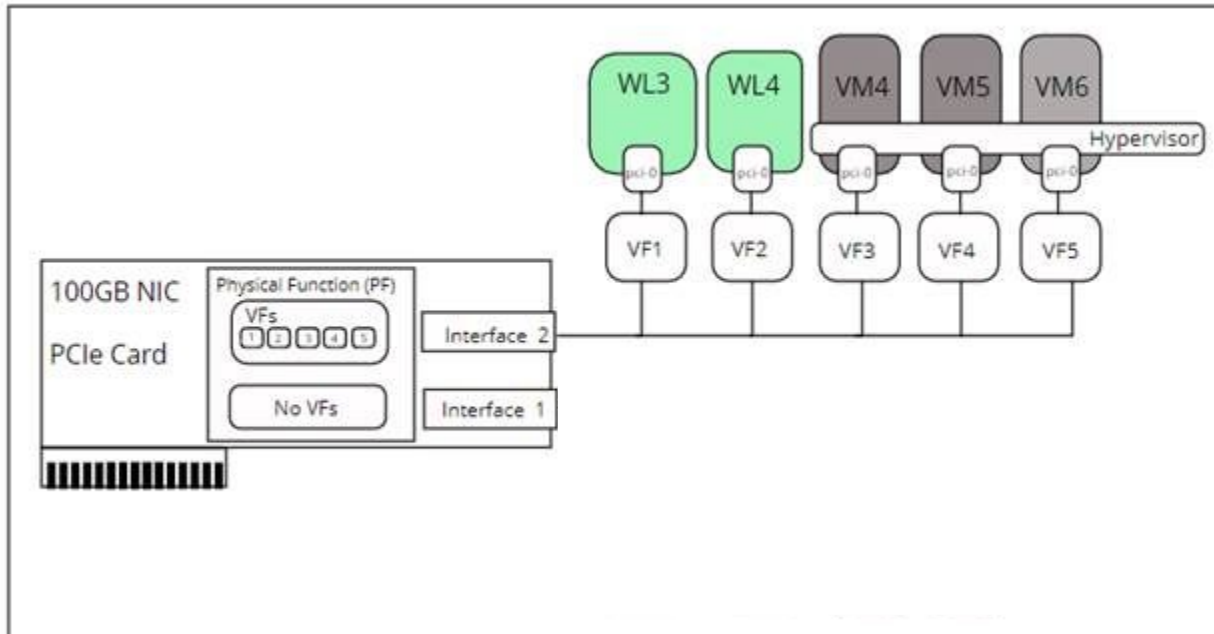 WL3
WL4
VM4
VM5
VM6
Hypervisor
pci-0
pci-0
pci-0
pci-0
pci-0
VF1
VF2
VF3
VF4
VF5
100GB NIC
PCIe Card
Physical Function (PF)
VFs
1 2 3 4 5
No VFs
Interface 2
Interface 1